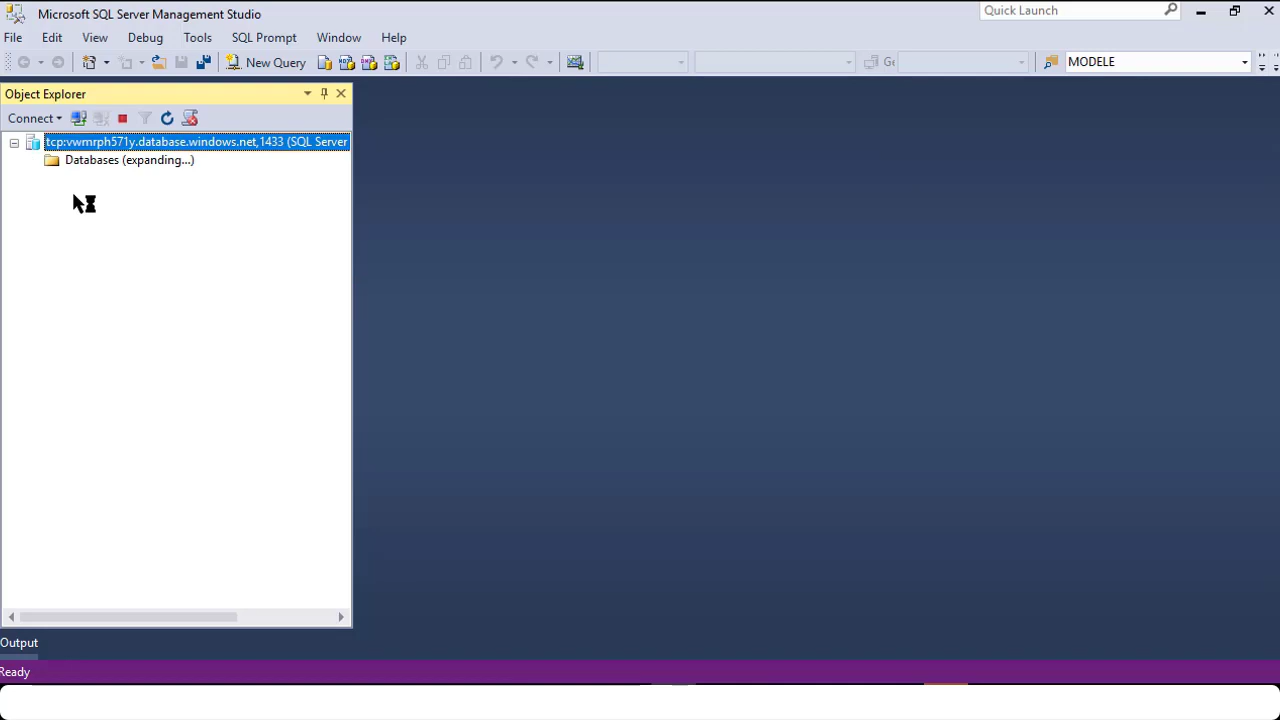 Microsoft SQL Server Management Studio
Quick Launch
File Edit View Debug Tools SQL Prompt Window Help
New Query
MODELE
Object Explorer
Connect
tcp:vwmrph571y.database.windows.net,1433 (SQL Server
Databases (expanding...)
Output
Ready